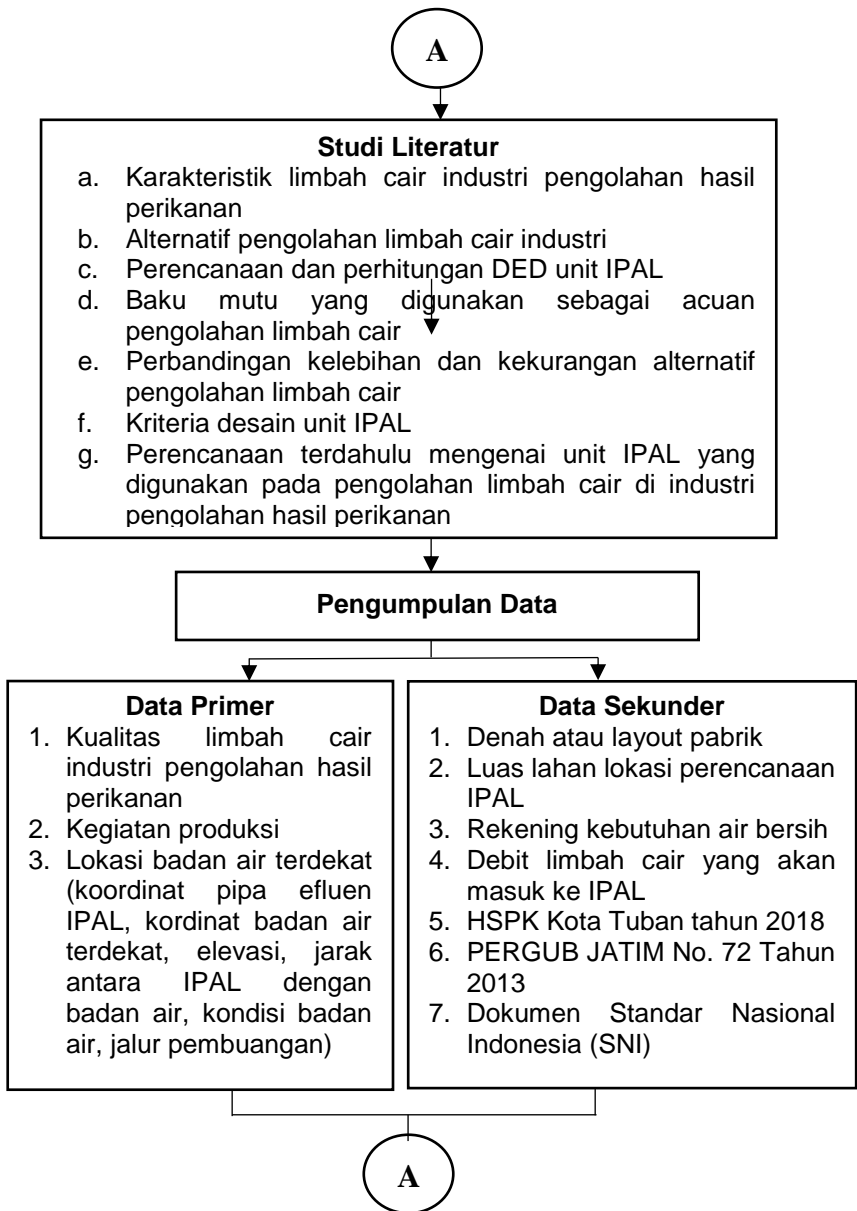 A
Studi Literatur
a. Karakteristik limbah cair industri pengolahan hasil
perikanan
b. Alternatif pengolahan limbah cair industri
c. Perencanaan dan perhitungan DED unit IPAL
d. Baku mutu yang digunakan sebagai acuan
pengolahan limbah cair
e. Perbandingan kelebihan dan kekurangan alternatif
pengolahan limbah cair
f. Kriteria desain unit IPAL
g. Perencanaan terdahulu mengenai unit IPAL yang
digunakan pada pengolahan limbah cair di industri
pengolahan hasil perikanan
Pengumpulan Data
Data Primer
1. Kualitas limbah cair
industri pengolahan hasil
perikanan
2. Kegiatan produksi
3. Lokasi badan air terdekat
(koordinat pipa efluen
IPAL, kordinat badan air
terdekat, elevasi, jarak
antara IPAL dengan
badan air, kondisi badan
air, jalur pembuangan)
Data Sekunder
1. Denah atau layout pabrik
2. Luas lahan lokasi perencanaan
IPAL
3. Rekening kebutuhan air bersih
4. Debit limbah cair yang akan
masuk ke IPAL
5. HSPK Kota Tuban tahun 2018
6. PERGUB JATIM No. 72 Tahun
2013
7. Dokumen Standar Nasional
Indonesia (SNI)
A